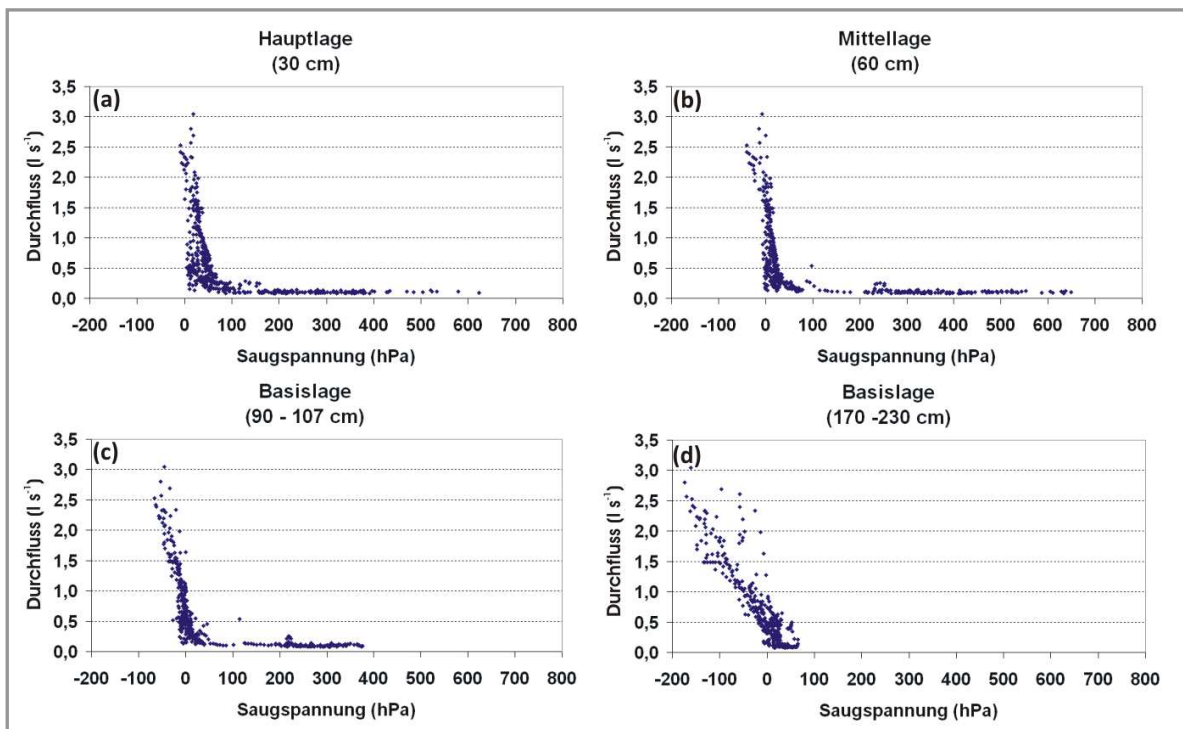 Hauptlage
(30 cm)
(a)
3,5
3,0
2,5
2,0
1,5
1,0
0,5
0,0
Durchfluss (l s⁻¹)
-200 -100 0 100 200 300 400 500 600 700 800
Saugspannung (hPa)
Mittellage
(60 cm)
(b)
3,5
3,0
2,5
2,0
1,5
1,0
0,5
0,0
Durchfluss (l s⁻¹)
-200 -100 0 100 200 300 400 500 600 700 800
Saugspannung (hPa)
Basislage
(90 - 107 cm)
(c)
3,5
3,0
2,5
2,0
1,5
1,0
0,5
0,0
Durchfluss (l s⁻¹)
-200 -100 0 100 200 300 400 500 600 700 800
Saugspannung (hPa)
Basislage
(170 -230 cm)
(d)
3,5
3,0
2,5
2,0
1,5
1,0
0,5
0,0
Durchfluss (l s⁻¹)
-200 -100 0 100 200 300 400 500 600 700 800
Saugspannung (hPa)